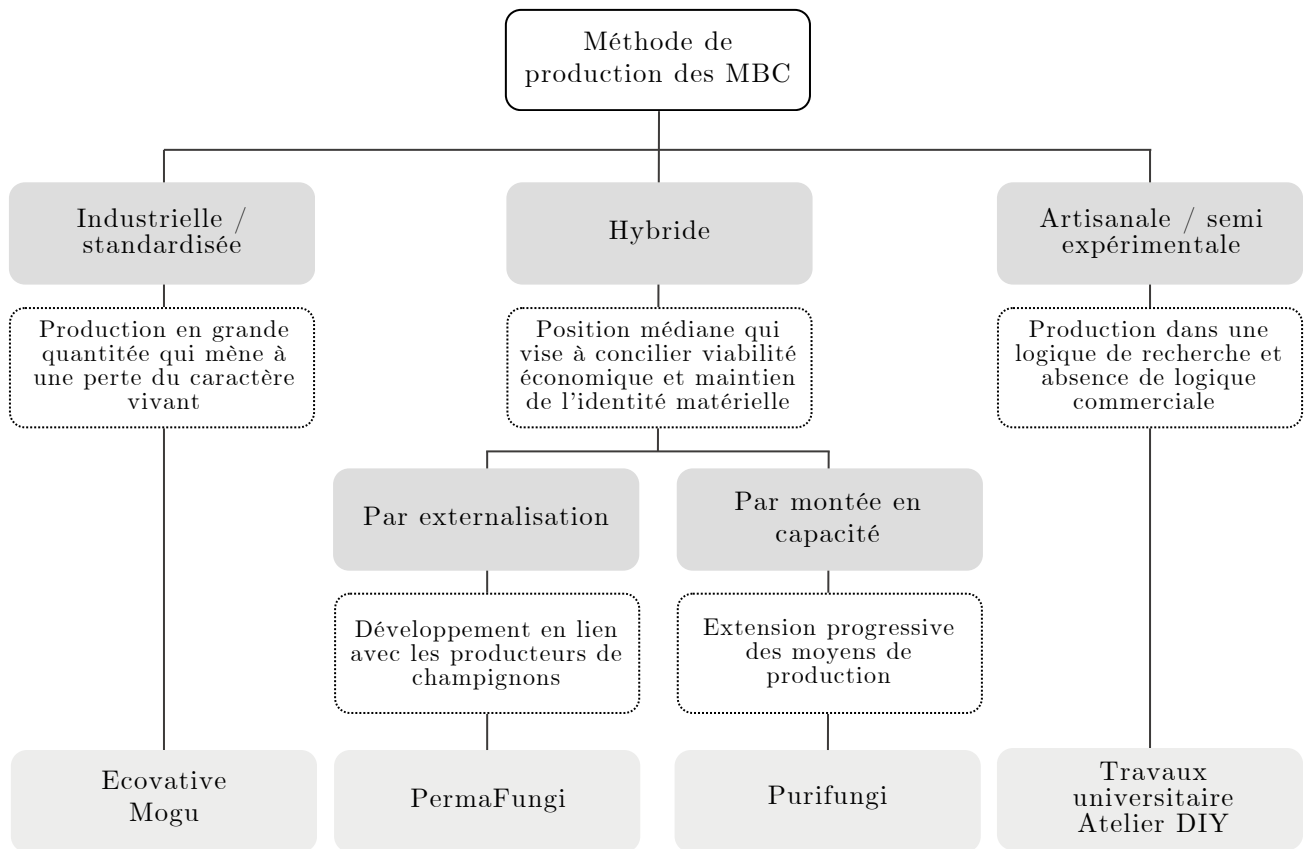 Méthode de
production des MBC
Industrielle /
standardisée
Hybride
Artisanale / semi
expérimentale
Production en grande
quantitée qui mène à
une perte du caractère
vivant
Position médiane qui
vise à concilier viabilité
économique et maintien
de l'identité matérielle
Production dans une
logique de recherche et
absence de logique
commerciale
Par externalisation
Par montée en
capacité
Développement en lien
avec les producteurs de
champignons
Extension progressive
des moyens de
production
Ecovative
Mogu
PermaFungi
Purifungi
Travaux
universitaire
Atelier DIY